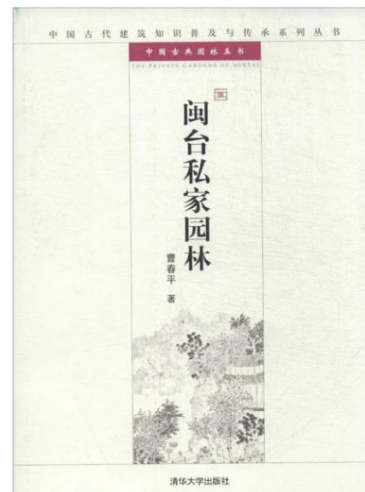 中国古代建筑知识普及与传承系列丛书
中国古典园林五书
THE PRIVATE GARDENS OF MINTAI
闽台私家园林
曹春平 著
清华大学出版社